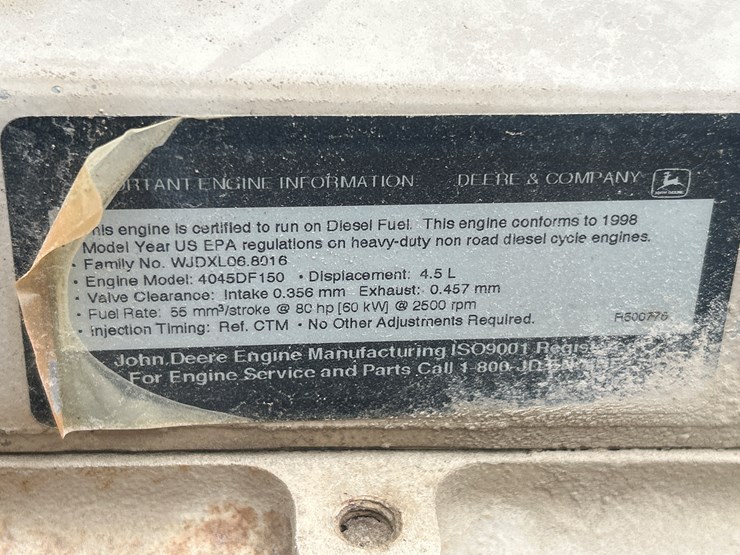 RTANT ENGINE INFORMATION DEERE & COMPANY
his engine is certified to run on Diesel Fuel. This engine conforms to 1998
Model Year US EPA regulations on heavy-duty non road diesel cycle engines.
• Family No. WJDXL06.8016
• Engine Model: 4045DF150 • Displacement: 4.5 L
• Valve Clearance: Intake 0.356 mm Exhaust: 0.457 mm
• Fuel Rate: 55 mm³/stroke @ 80 hp [60 kW] @ 2500 rpm
• Injection Timing: Ref. CTM • No Other Adjustments Required. R500776
John Deere Engine Manufacturing ISO9001 Regis
For Engine Service and Parts Call 1-800-JD